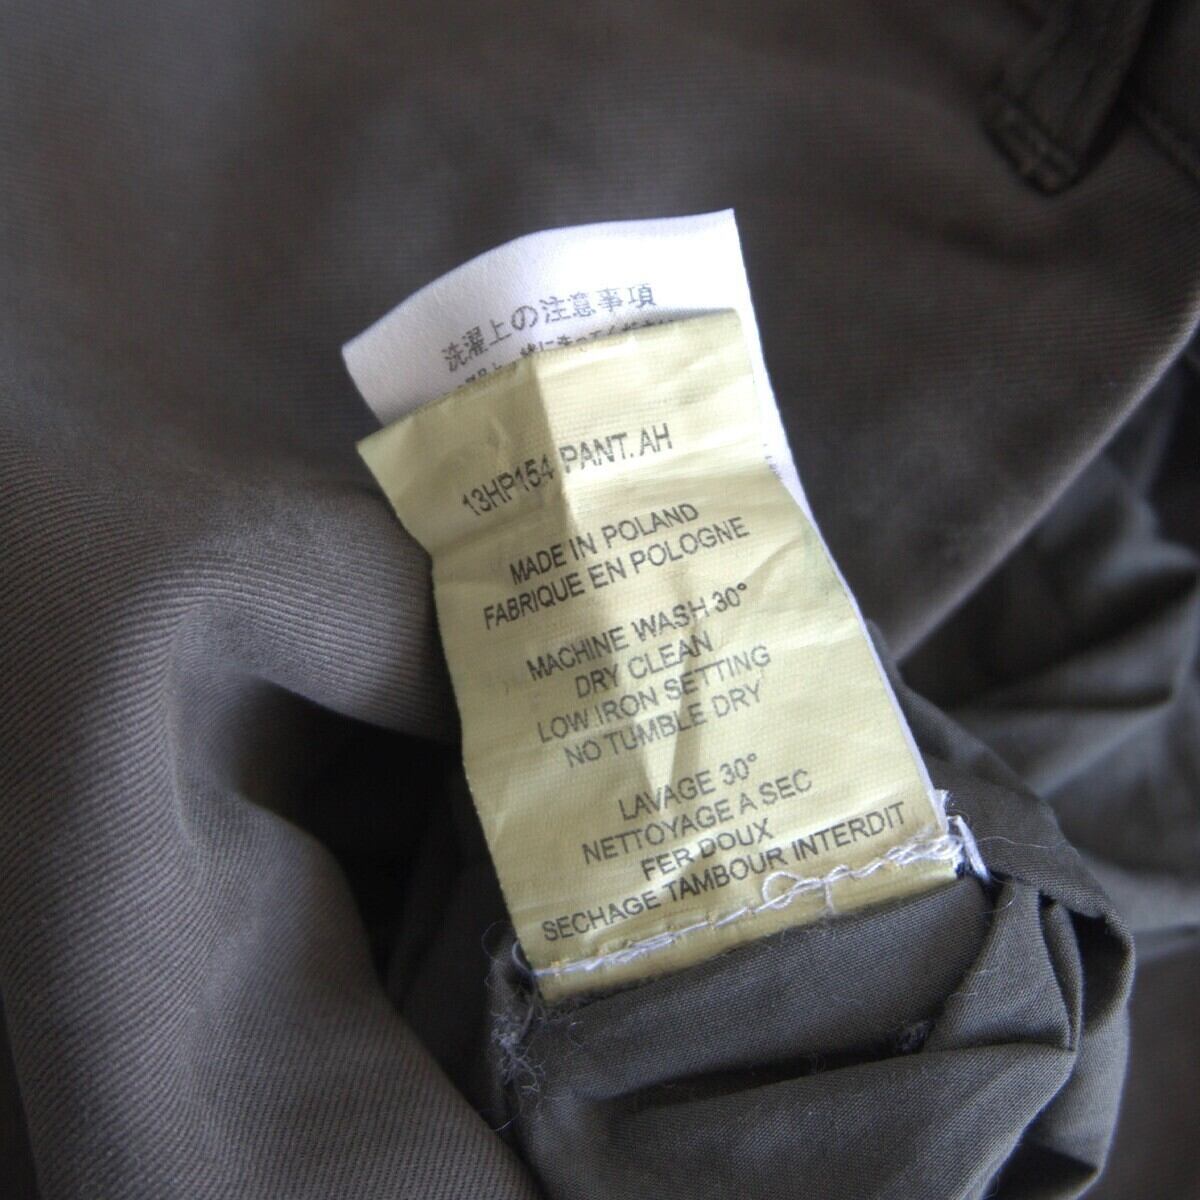 洗濯上の注意事項
13HP154 PANT. AH
MADE IN POLAND
FABRIQUE EN POLOGNE
MACHINE WASH 30°
DRY CLEAN
LOW IRON SETTING
NO TUMBLE DRY
LAVAGE 30°
NETTOYAGE A SEC
FER DOUX
SECHAGE TAMBOUR INTERDIT